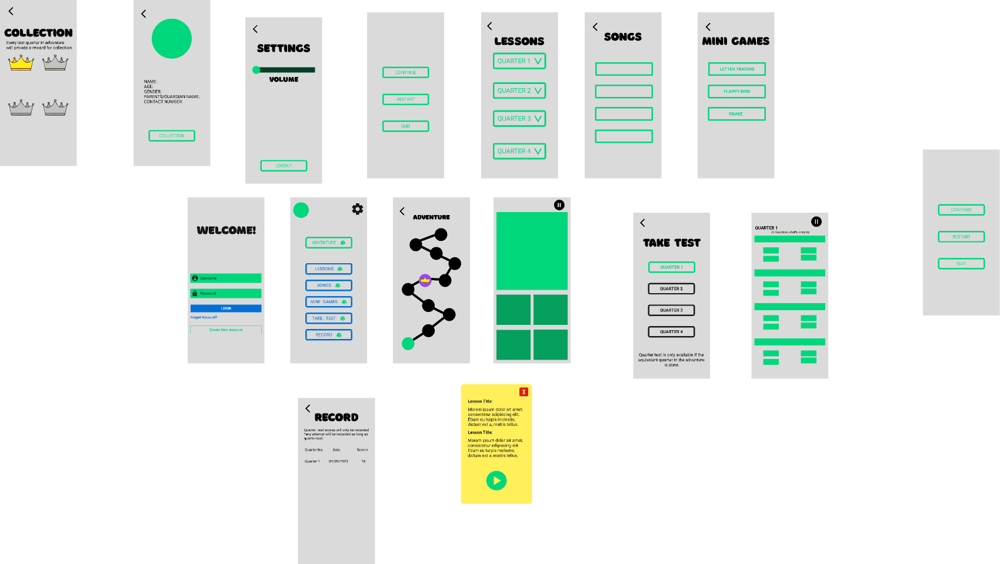 COLLECTION
Every last quarter in adventure
will provide a reward for collection.
NAME:
AGE:
GENDER:
PARENTS/GUARDIAN NAME:
CONTACT NUMBER:
COLLECTION
SETTINGS
VOLUME
LOGOUT
CONTINUE
RESTART
QUIT
LESSONS
QUARTER 1
QUARTER 2
QUARTER 3
QUARTER 4
SONGS
MINI GAMES
LETTER TRACING
FLAPPY BIRD
SNAKE
CONTINUE
RESTART
QUIT
WELCOME!
Username
Password
LOGIN
Forget Account?
Create New Account
ADVENTURE
LESSONS
SONGS
MINI - GAMES
TAKE - TEST
RECORD
ADVENTURE
TAKE TEST
QUARTER 1
QUARTER 2
QUARTER 3
QUARTER 4
Quarter test is only available if the
equivalent quarter in the adventure
is done.
QUARTER 1
20 Questions, shuffle every try
RECORD
Quarter Test scores will only be recorded
*any attempt will be recorded as long as
quarter test.
Quarter No. Date Scores
Quarter 1 04/09/2023 18
X
Lesson Title:
Morem ipsum dolor sit amet,
consectetur adipiscing elit.
Etiam eu turpis molestie,
dictum est a, mattis tellus.
Lesson Title:
Morem ipsum dolor sit amet,
consectetur adipiscing elit.
Etiam eu turpis molestie,
dictum est a, mattis tellus.